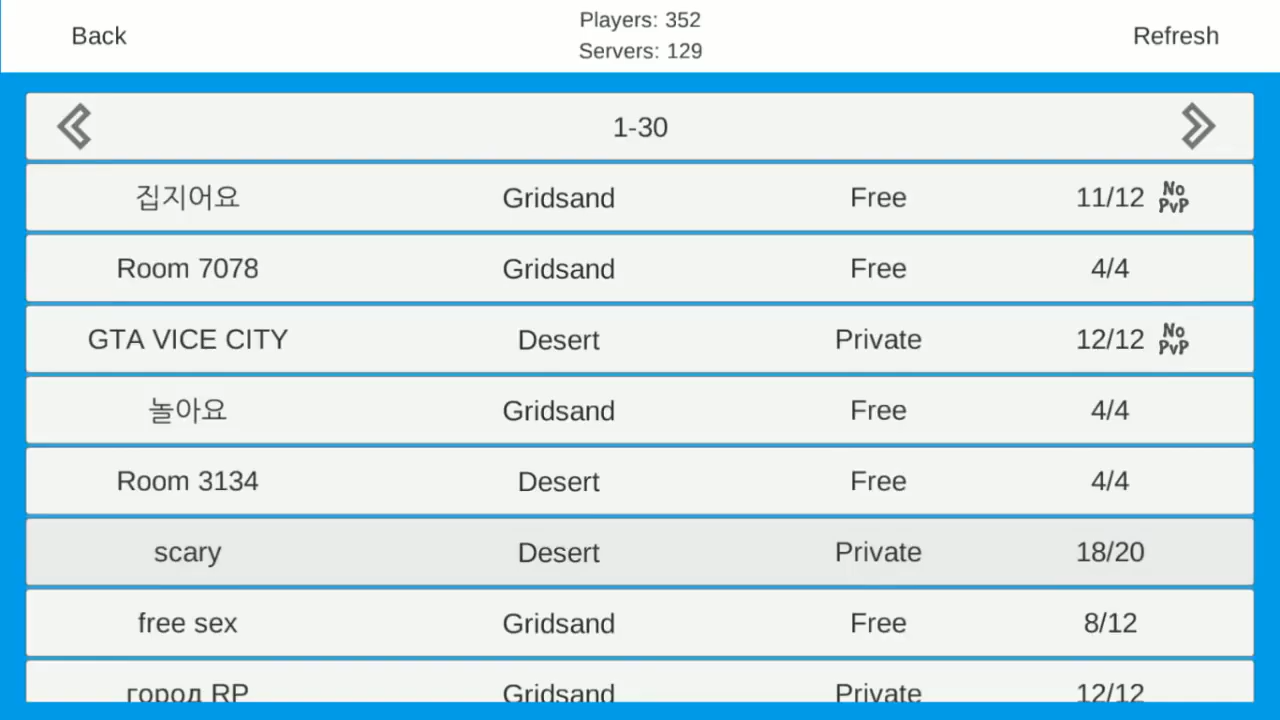 Back
Players: 352
Servers: 129
Refresh
1-30
집지어요 Gridsand Free 11/12 No PvP
Room 7078 Gridsand Free 4/4
GTA VICE CITY Desert Private 12/12 No PvP
놀아요 Gridsand Free 4/4
Room 3134 Desert Free 4/4
scary Desert Private 18/20
free sex Gridsand Free 8/12
город RP Gridsand Private 12/12